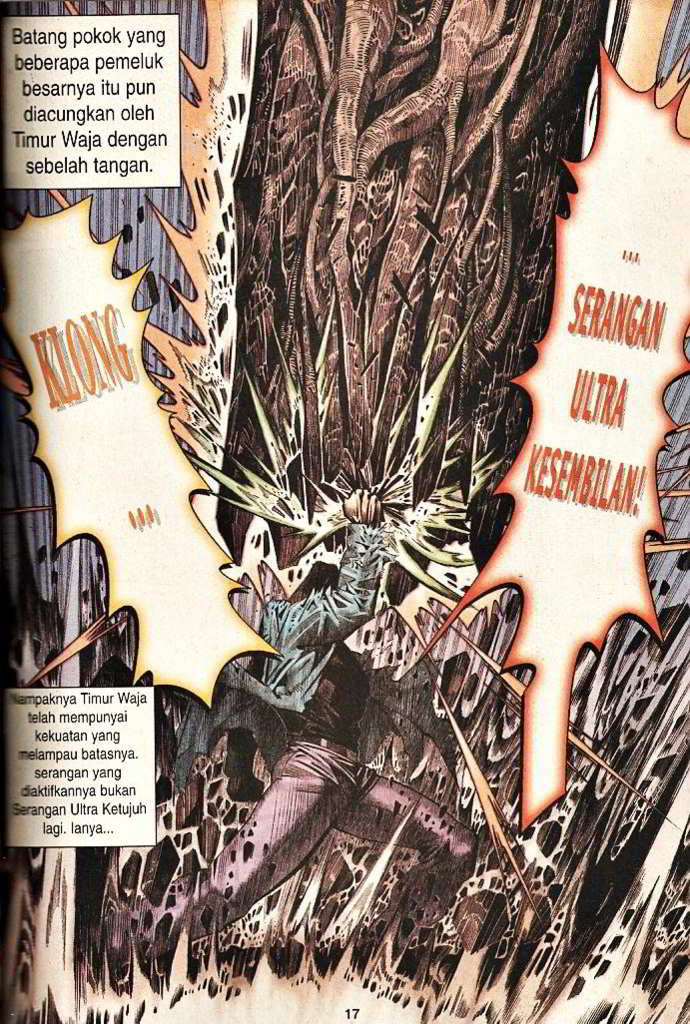 Batang pokok yang
beberapa pemeluk
besarnya itu pun
diacungkan oleh
Timur Waja dengan
sebelah tangan.
...
SERANGAN
ULTRA
KESEMBILAN!
KLONG
....
Nampaknya Timur Waja
telah mempunyai
kekuatan yang
melampau batasnya.
serangan yang
diaktifkannya bukan
Serangan Ultra Ketujuh
lagi. Ianya...
17